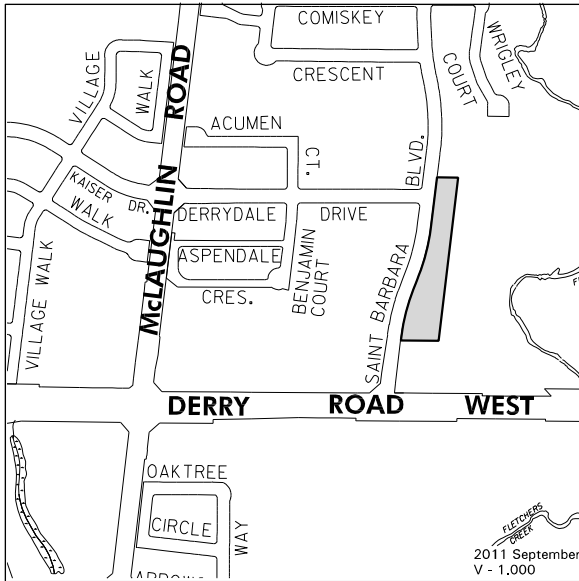 COMISKEY
CRESCENT
WRIGLEY
COURT
VILLAGE
WALK
McLAUGHLIN ROAD
ACUMEN
CT.
BLVD.
KAISER DR.
WALK
DERRYDALE DRIVE
ASPENDALE
CRES.
BENJAMIN
COURT
SAINT BARBARA
VILLAGE WALK
DERRY ROAD WEST
OAKTREE
CIRCLE
WAY
FLETCHERS
CREEK
2011 September
V - 1.000